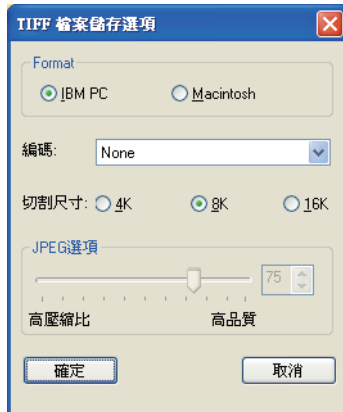 TIFF 檔案儲存選項
Format
IBM PC Macintosh
編碼: None
切割尺寸: 4K 8K 16K
JPEG選項
75
高壓縮比 高品質
確定 取消